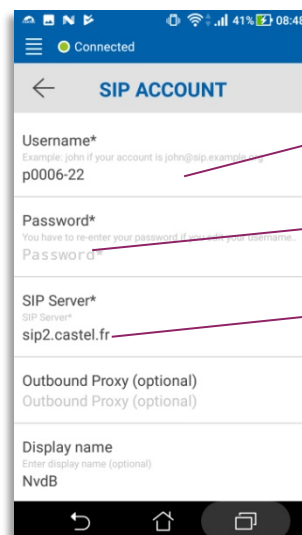 41% 08:48
Connected
SIP ACCOUNT
Username*
Example: john if your account is john@sip.example.org
p0006-22
Password*
You have to re-enter your password if you edit your username..
Password*
SIP Server*
SIP Server*
sip2.castel.fr
Outbound Proxy (optional)
Outbound Proxy (optional)
Display name
Enter display name (optional)
NvdB